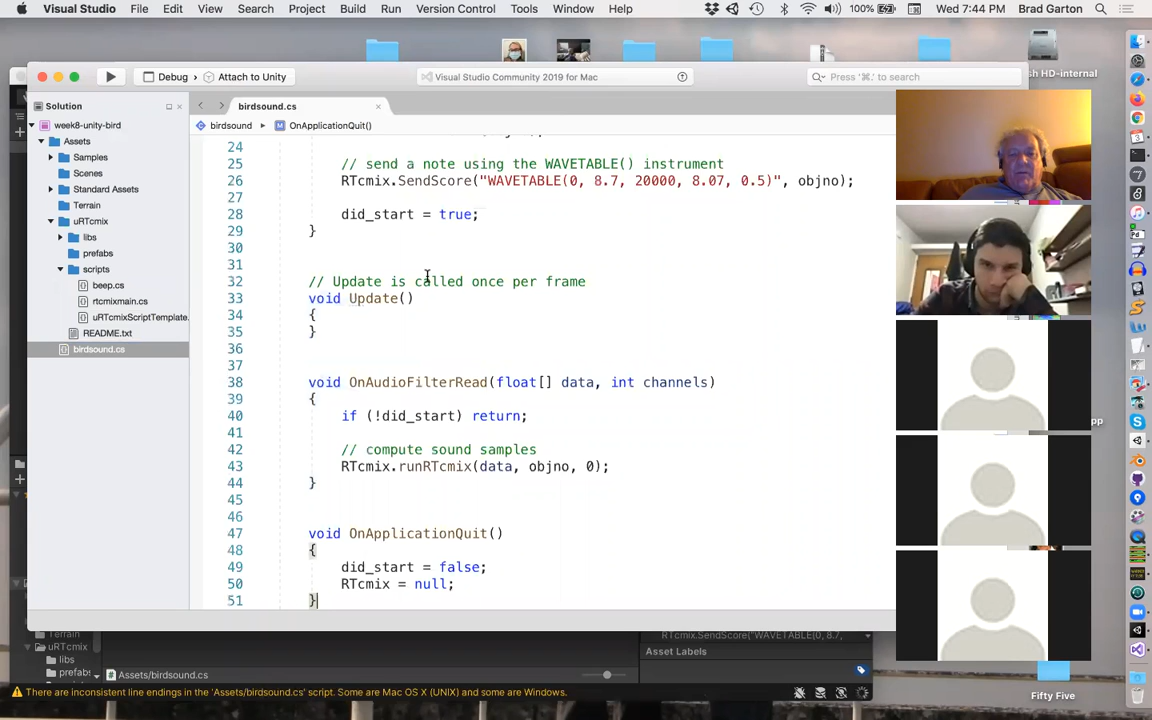 Visual Studio File Edit View Search Project Build Run Version Control Tools Window Help 100% Wed 7:44 PM Brad Garton
Debug › Attach to Unity
Visual Studio Community 2019 for Mac
Press '⌘.' to search
sh HD-internal
Solution
birdsound.cs
birdsound
OnApplicationQuit()
week8-unity-bird
Assets
Samples
Scenes
Standard Assets
Terrain
uRTcmix
libs
prefabs
scripts
beep.cs
rtcmixmain.cs
uRTcmixScriptTemplate.
README.txt
birdsound.cs
24
25 // send a note using the WAVETABLE() instrument
26 RTcmix.SendScore("WAVETABLE(0, 8.7, 20000, 8.07, 0.5)", objno);
27
28 did_start = true;
29 }
30
31
32 // Update is called once per frame
33 void Update()
34 {
35 }
36
37
38 void OnAudioFilterRead(float[] data, int channels)
39 {
40 if (!did_start) return;
41
42 // compute sound samples
43 RTcmix.runRTcmix(data, objno, 0);
44 }
45
46
47 void OnApplicationQuit()
48 {
49 did_start = false;
50 RTcmix = null;
51 }
pp
Terrain
uRTcmix
libs
prefabs
Assets/birdsound.cs
RTcmix.SendScore("WAVETABLE(0, 8.7,
Asset Labels
There are inconsistent line endings in the 'Assets/birdsound.cs' script. Some are Mac OS X (UNIX) and some are Windows.
Fifty Five